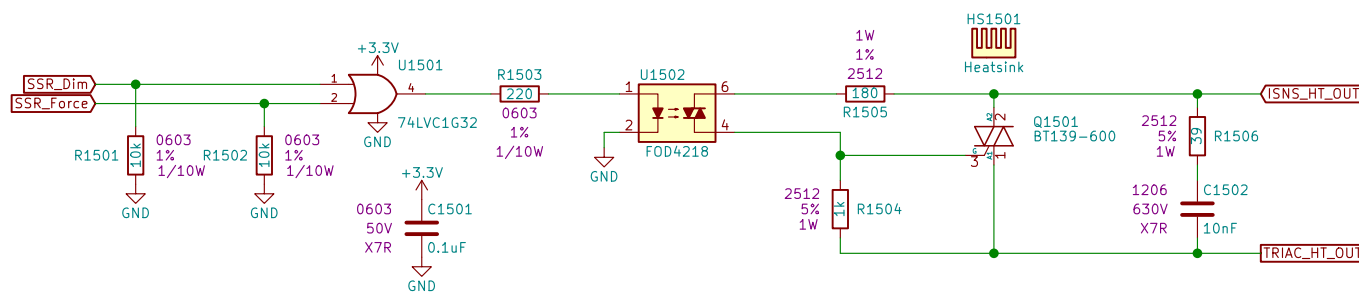 HS1501
Heatsink
+3.3V
U1501
SSR_Dim
SSR_Force
1
2
4
74LVC1G32
GND
R1501
10k
0603
1%
1/10W
GND
R1502
10k
0603
1%
1/10W
GND
R1503
220
0603
1%
1/10W
+3.3V
0603
50V
X7R
C1501
0.1uF
GND
U1502
1
2
6
4
FOD4218
GND
1W
1%
2512
180
R1505
2512
5%
1W
1k
R1504
A2
2
G
3
A1
1
Q1501
BT139-600
2512
5%
1W
39
R1506
1206
630V
X7R
C1502
10nF
ISNS_HT_OUT
TRIAC_HT_OUT